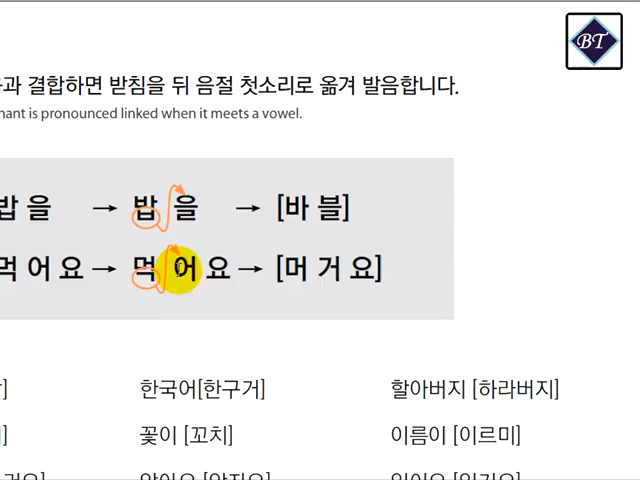 BT
결합하면 받침을 뒤 음절 첫소리로 옮겨 발음합니다.
is pronounced linked when it meets a vowel.
밥 을 → 밥 을 → [바 블]
먹 어 요 → 먹 어 요 → [머 거 요]
한국어[한구거] 할아버지 [하라버지]
꽃이 [꼬치] 이름이 [이르미]